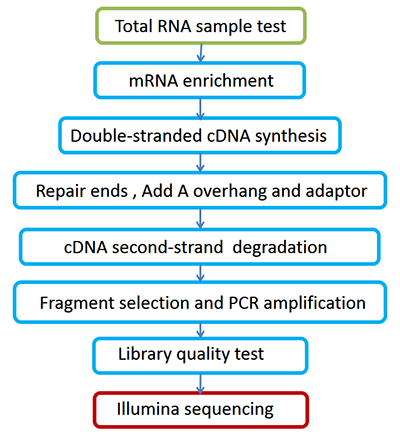 Total RNA sample test
mRNA enrichment
Double-stranded cDNA synthesis
Repair ends , Add A overhang and adaptor
cDNA second-strand degradation
Fragment selection and PCR amplification
Library quality test
Illumina sequencing